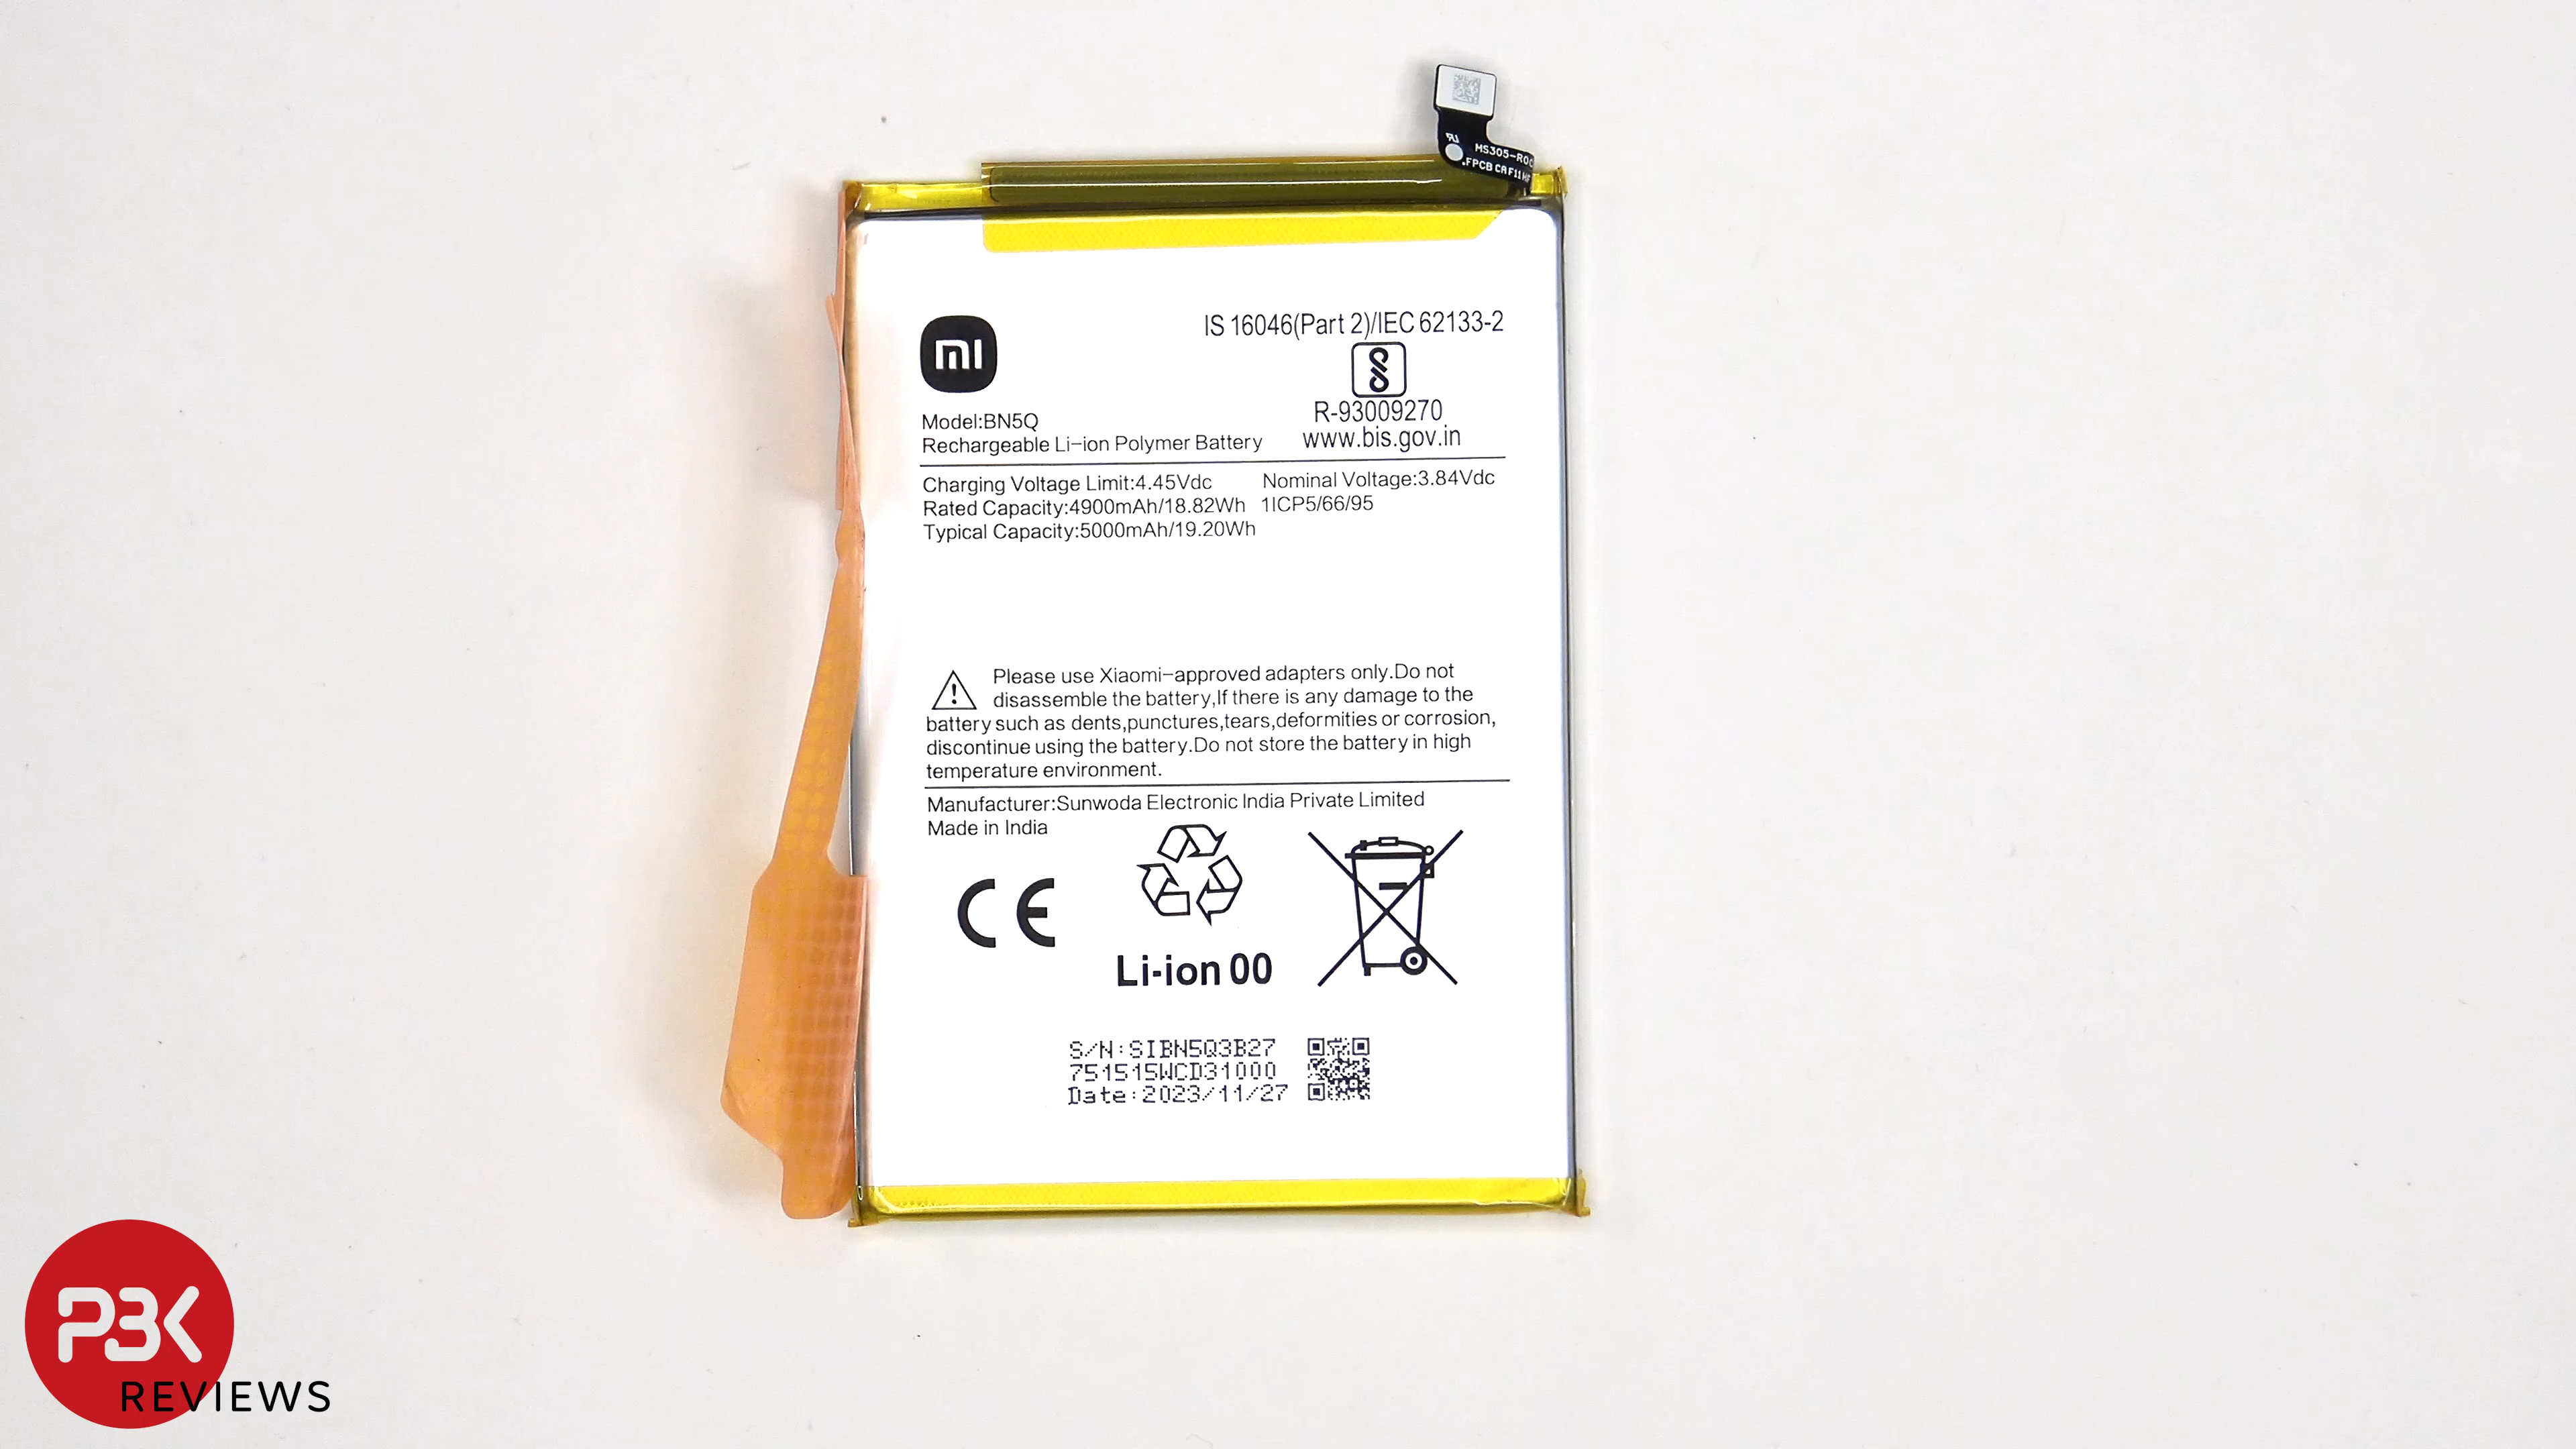 MS305-R0
.FPCB CAF11
mi
IS 16046(Part 2)/IEC 62133-2
R-93009270
www.bis.gov.in
Model:BN5Q
Rechargeable Li-ion Polymer Battery
Charging Voltage Limit:4.45Vdc Nominal Voltage:3.84Vdc
Rated Capacity:4900mAh/18.82Wh 1ICP5/66/95
Typical Capacity:5000mAh/19.20Wh
Please use Xiaomi-approved adapters only.Do not
disassemble the battery,If there is any damage to the
battery such as dents,punctures,tears,deformities or corrosion,
discontinue using the battery.Do not store the battery in high
temperature environment.
Manufacturer:Sunwoda Electronic India Private Limited
Made in India
CE
Li-ion 00
S/N:SIBN5Q3B27
751515WCD31000
Date:2023/11/27
PBK
REVIEWS